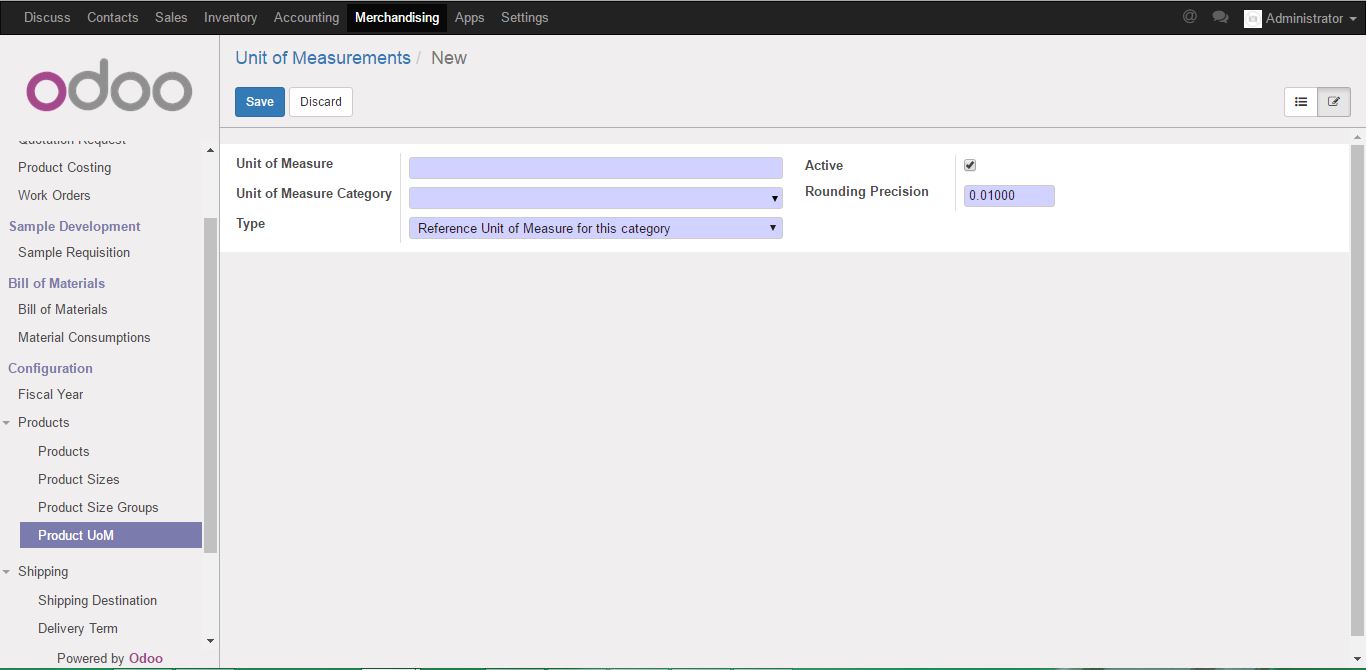 Discuss Contacts Sales Inventory Accounting Merchandising Apps Settings @ Administrator
odoo
Unit of Measurements / New
Save Discard
Quotation Request
Product Costing
Work Orders
Sample Development
Sample Requisition
Bill of Materials
Bill of Materials
Material Consumptions
Configuration
Fiscal Year
Products
Products
Product Sizes
Product Size Groups
Product UoM
Shipping
Shipping Destination
Delivery Term
Powered by Odoo
Unit of Measure
Unit of Measure Category
Type Reference Unit of Measure for this category
Active
Rounding Precision 0.01000